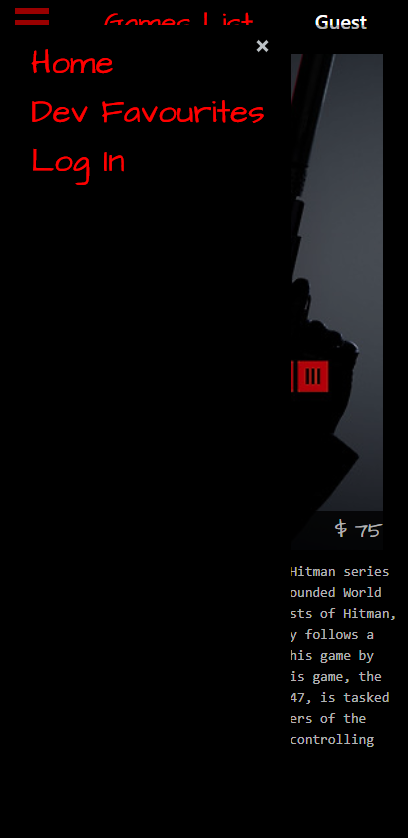 Games List
Guest
×
Home
Dev Favourites
Log In
III
$ 75
Hitman series
ounded World
sts of Hitman,
y follows a
his game by
is game, the
47, is tasked
ers of the
controlling